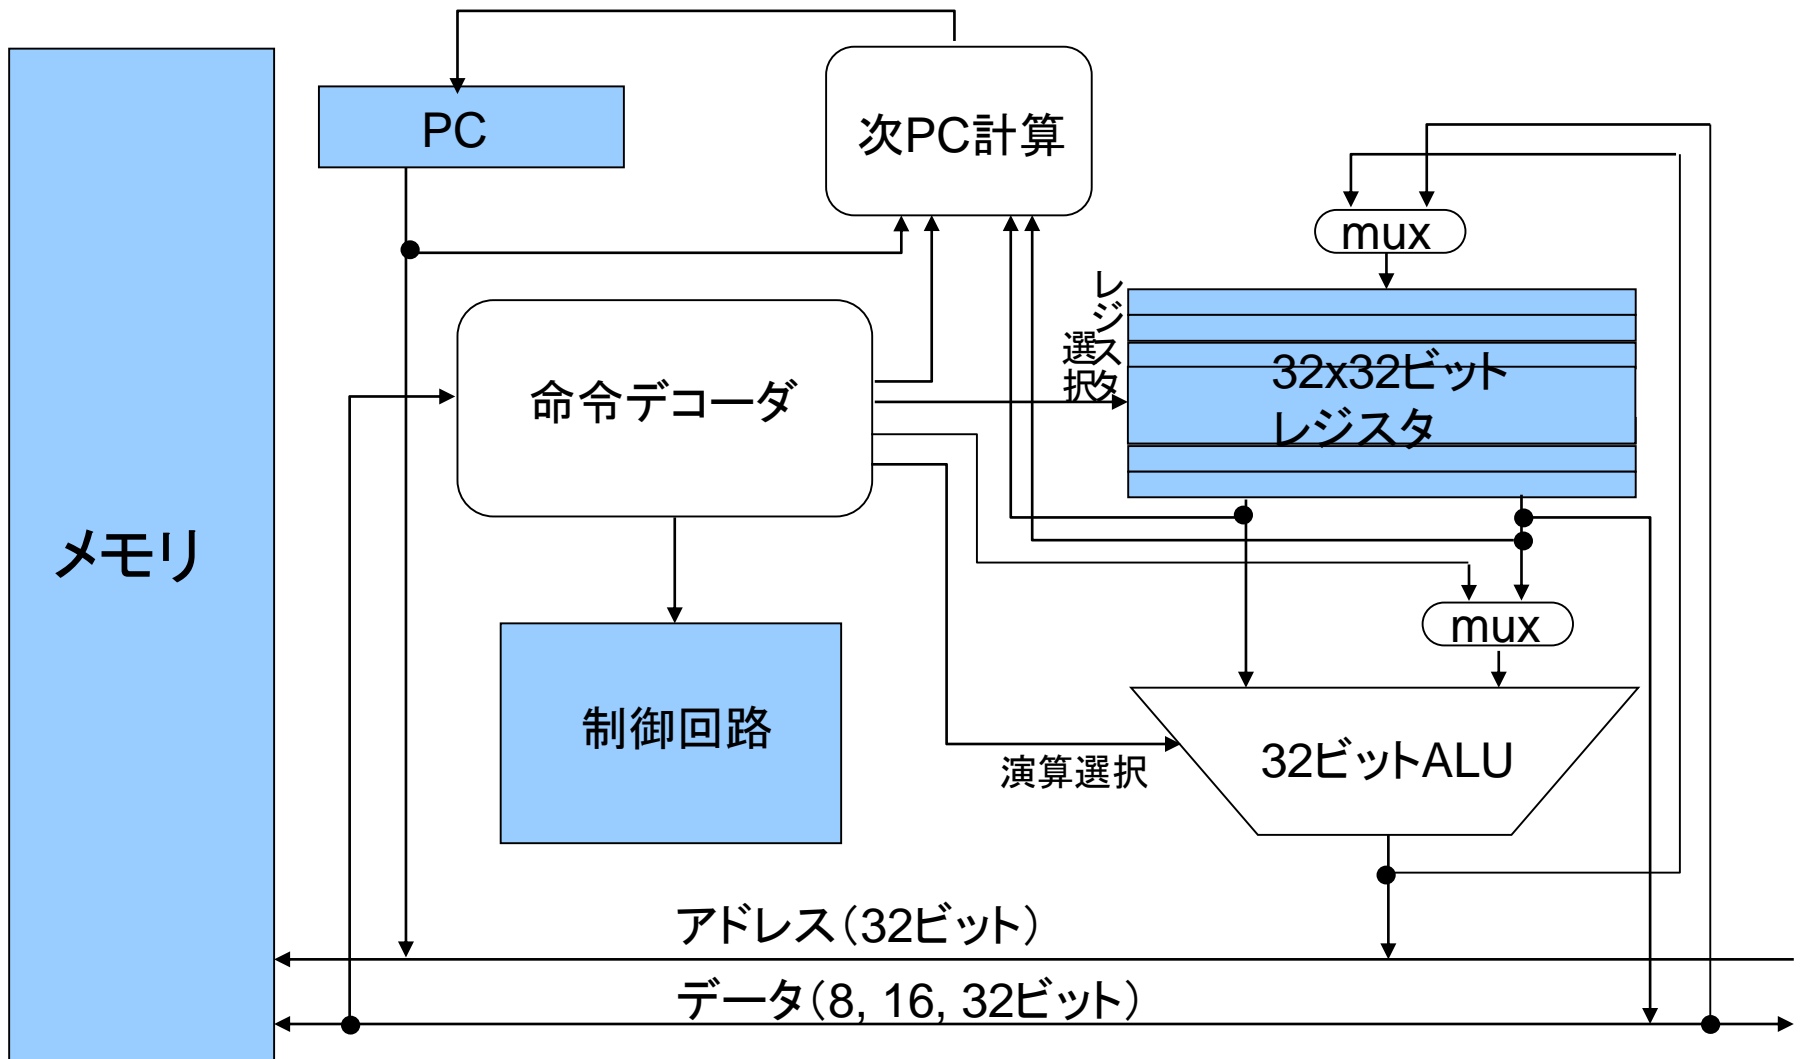 PC
次PC計算
mux
レジスタ
選択
32x32ビット
レジスタ
命令デコーダ
メモリ
mux
制御回路
32ビットALU
演算選択
アドレス(32ビット)
データ(8, 16, 32ビット)